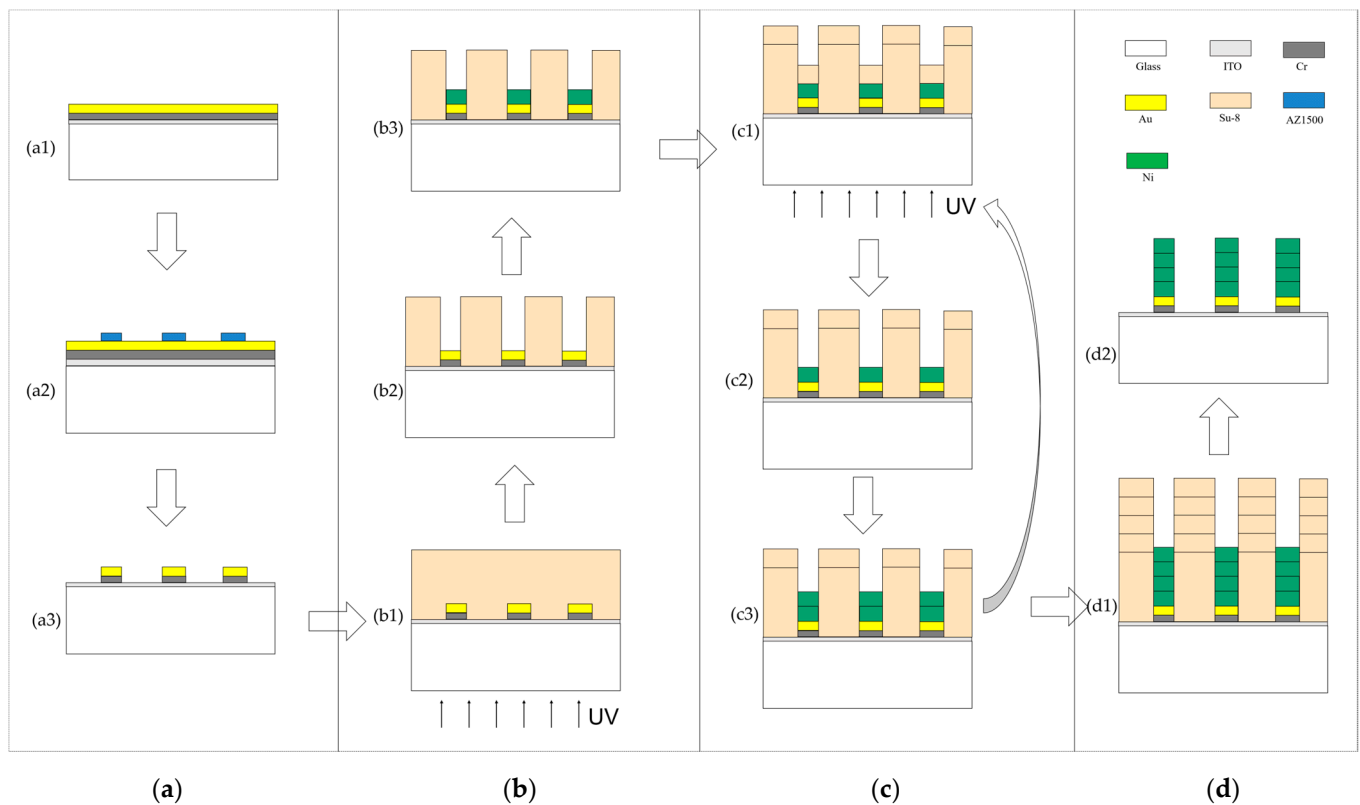 (a1)
(a2)
(a3)
(a)
(b3)
(b2)
(b1)
UV
(b)
(c1)
UV
(c2)
(c3)
(c)
Glass ITO Cr
Au Su-8 AZ1500
Ni
(d2)
(d1)
(d)